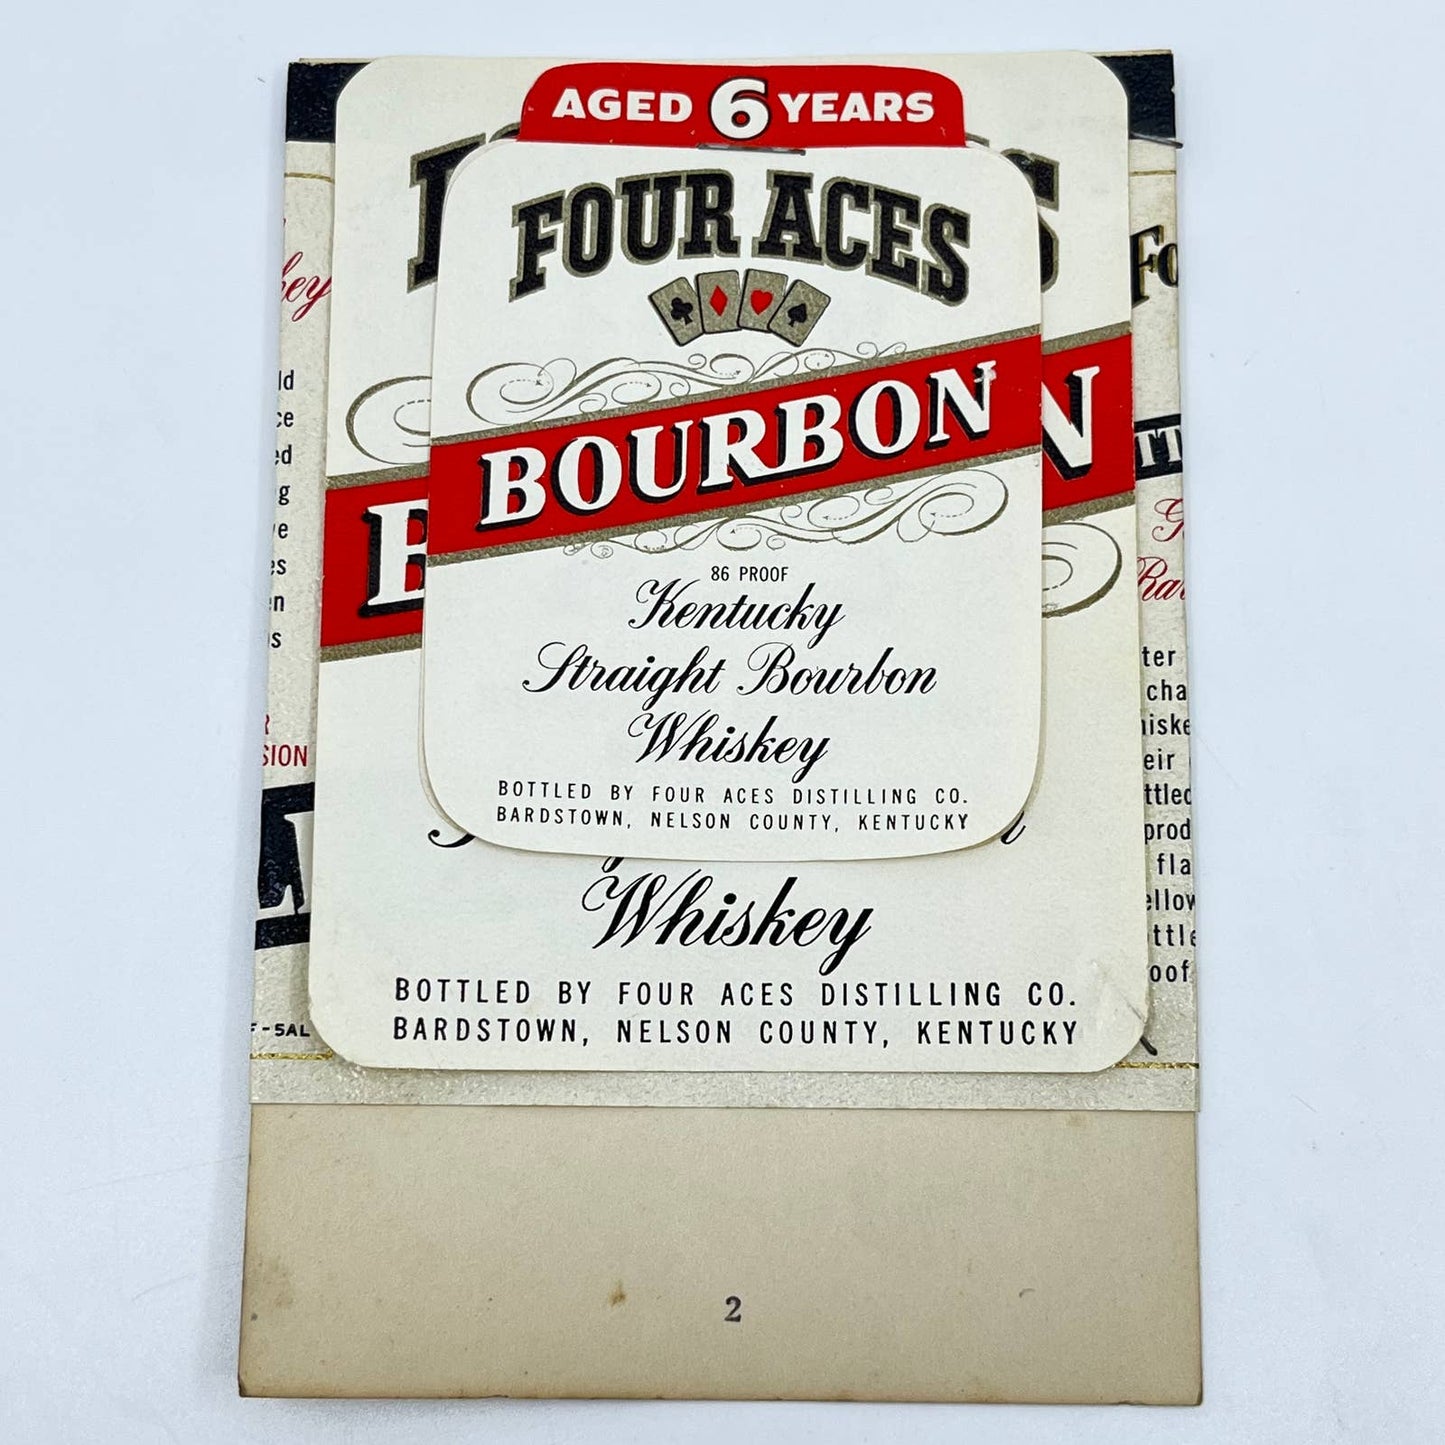 AGED 6 YEARS
FOUR ACES
BOURBON
86 PROOF
Kentucky
Straight Bourbon
Whiskey
BOTTLED BY FOUR ACES DISTILLING CO.
BARDSTOWN, NELSON COUNTY, KENTUCKY
Whiskey
BOTTLED BY FOUR ACES DISTILLING CO.
BARDSTOWN, NELSON COUNTY, KENTUCKY
2